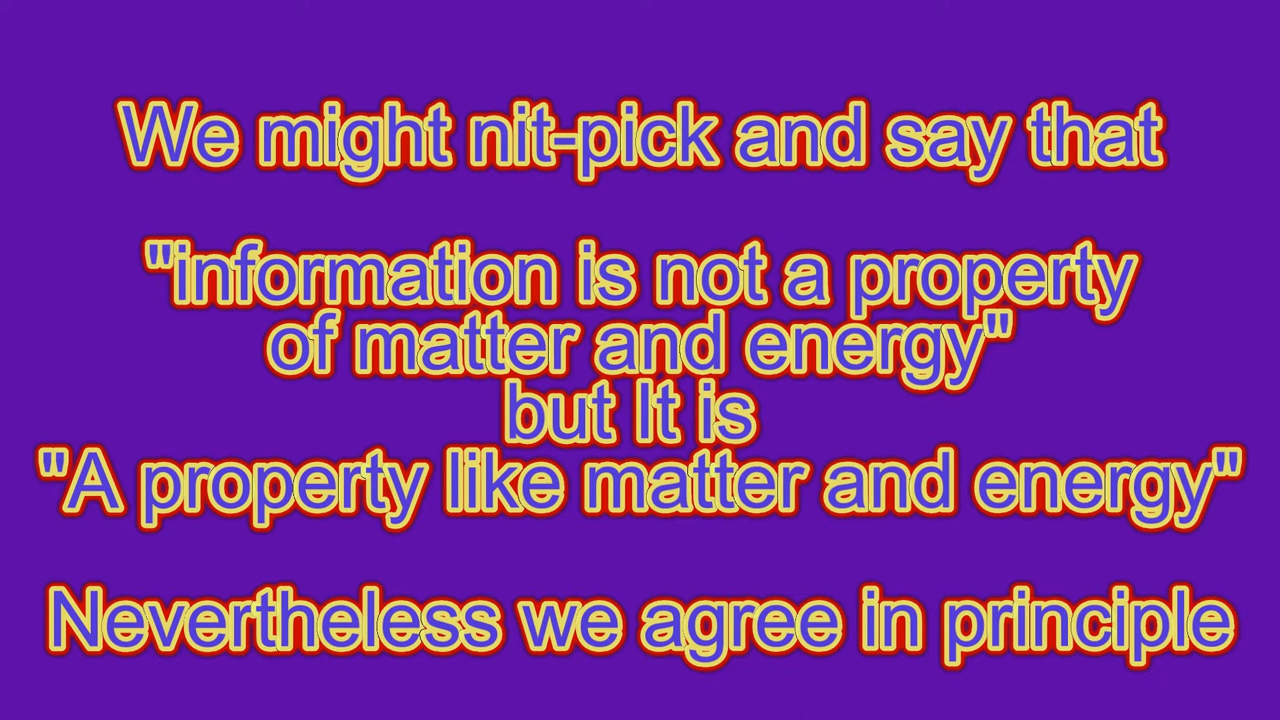 We might nit-pick and say that
"information is not a property
of matter and energy"
but It is
"A property like matter and energy"
Nevertheless we agree in principle